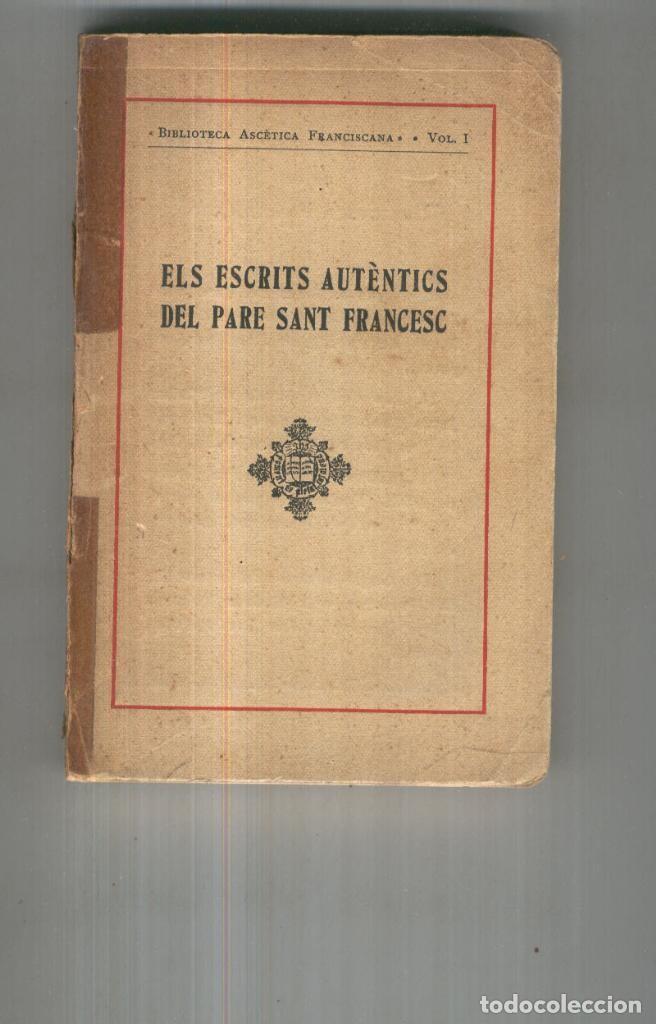 « BIBLIOTECA ASCÈTICA FRANCISCANA » • VOL. I
ELS ESCRITS AUTÈNTICS
DEL PARE SANT FRANCESC
todocoleccion